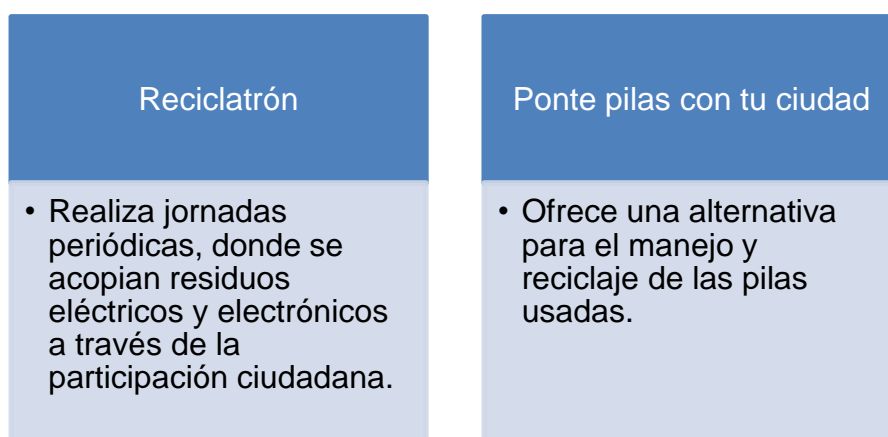 Reciclatrón
• Realiza jornadas
periódicas, donde se
acopian residuos
eléctricos y electrónicos
a través de la
participación ciudadana.
Ponte pilas con tu ciudad
• Ofrece una alternativa
para el manejo y
reciclaje de las pilas
usadas.